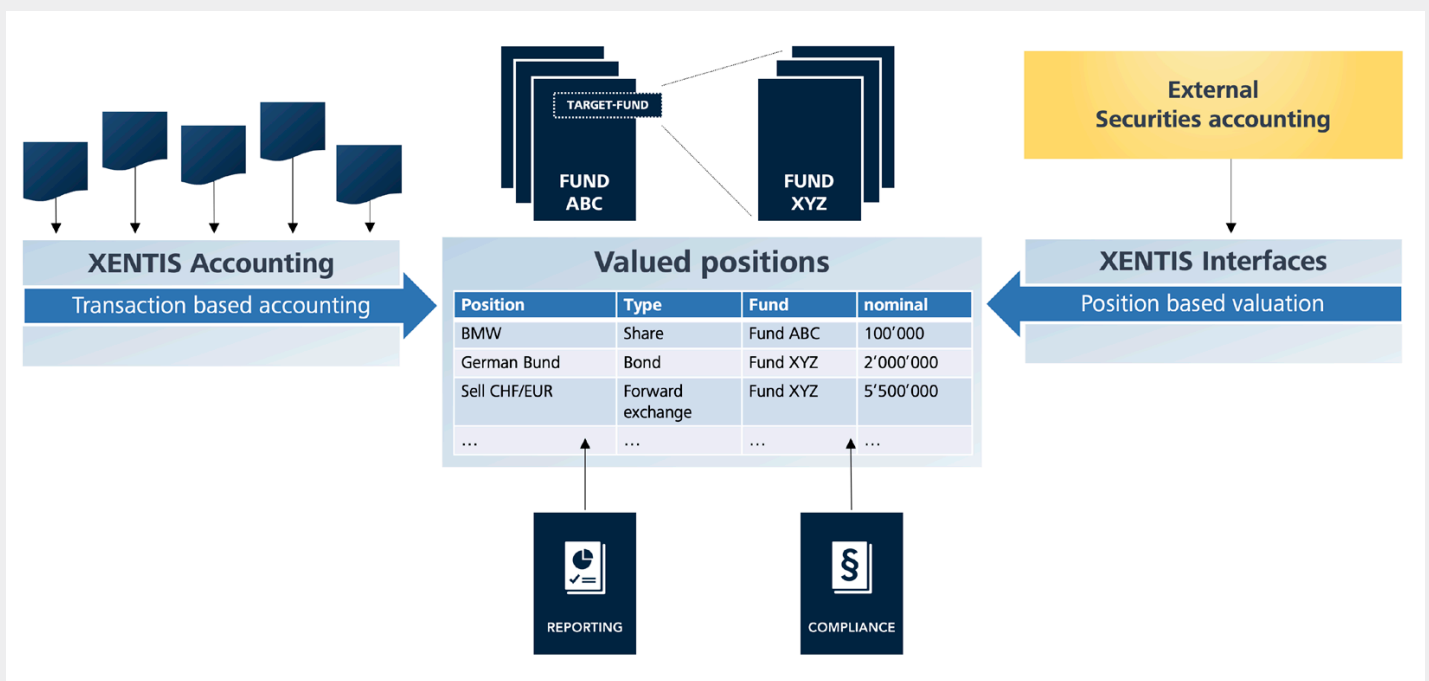 TARGET-FUND
FUND
ABC
FUND
XYZ
External
Securities accounting
XENTIS Accounting
Transaction based accounting
Valued positions
Position Type Fund nominal
BMW Share Fund ABC 100’000
German Bund Bond Fund XYZ 2’000’000
Sell CHF/EUR Forward Fund XYZ 5’500’000
exchange
... ... ... ...
XENTIS Interfaces
Position based valuation
REPORTING
§
COMPLIANCE